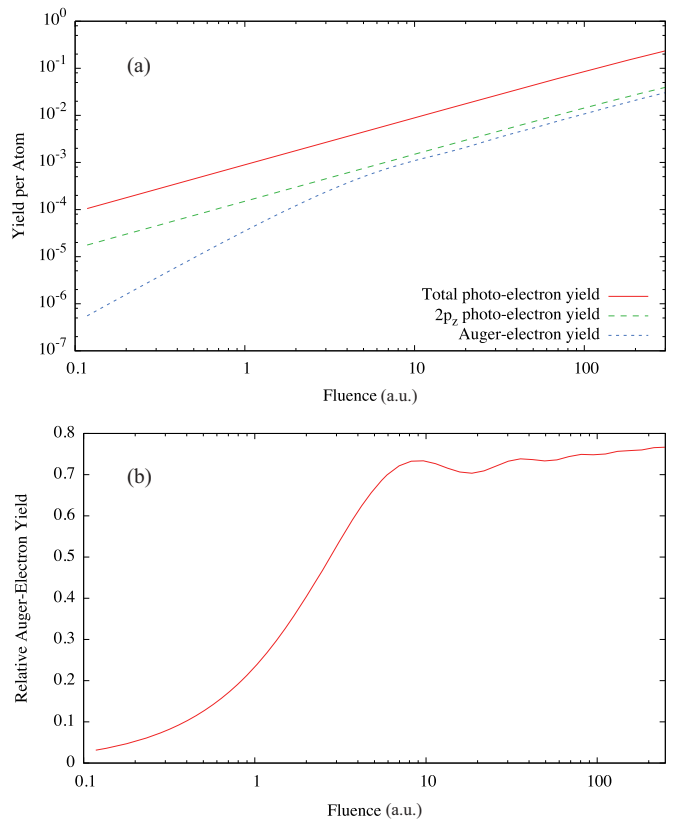 10^0
(a)
10^-1
10^-2
10^-3
10^-4
10^-5
10^-6
10^-7
Yield per Atom
Total photo-electron yield
2p_z photo-electron yield
Auger-electron yield
0.1 1 10 100
Fluence (a.u.)
0.8
(b)
0.7
0.6
0.5
0.4
0.3
0.2
0.1
0
Relative Auger-Electron Yield
0.1 1 10 100
Fluence (a.u.)